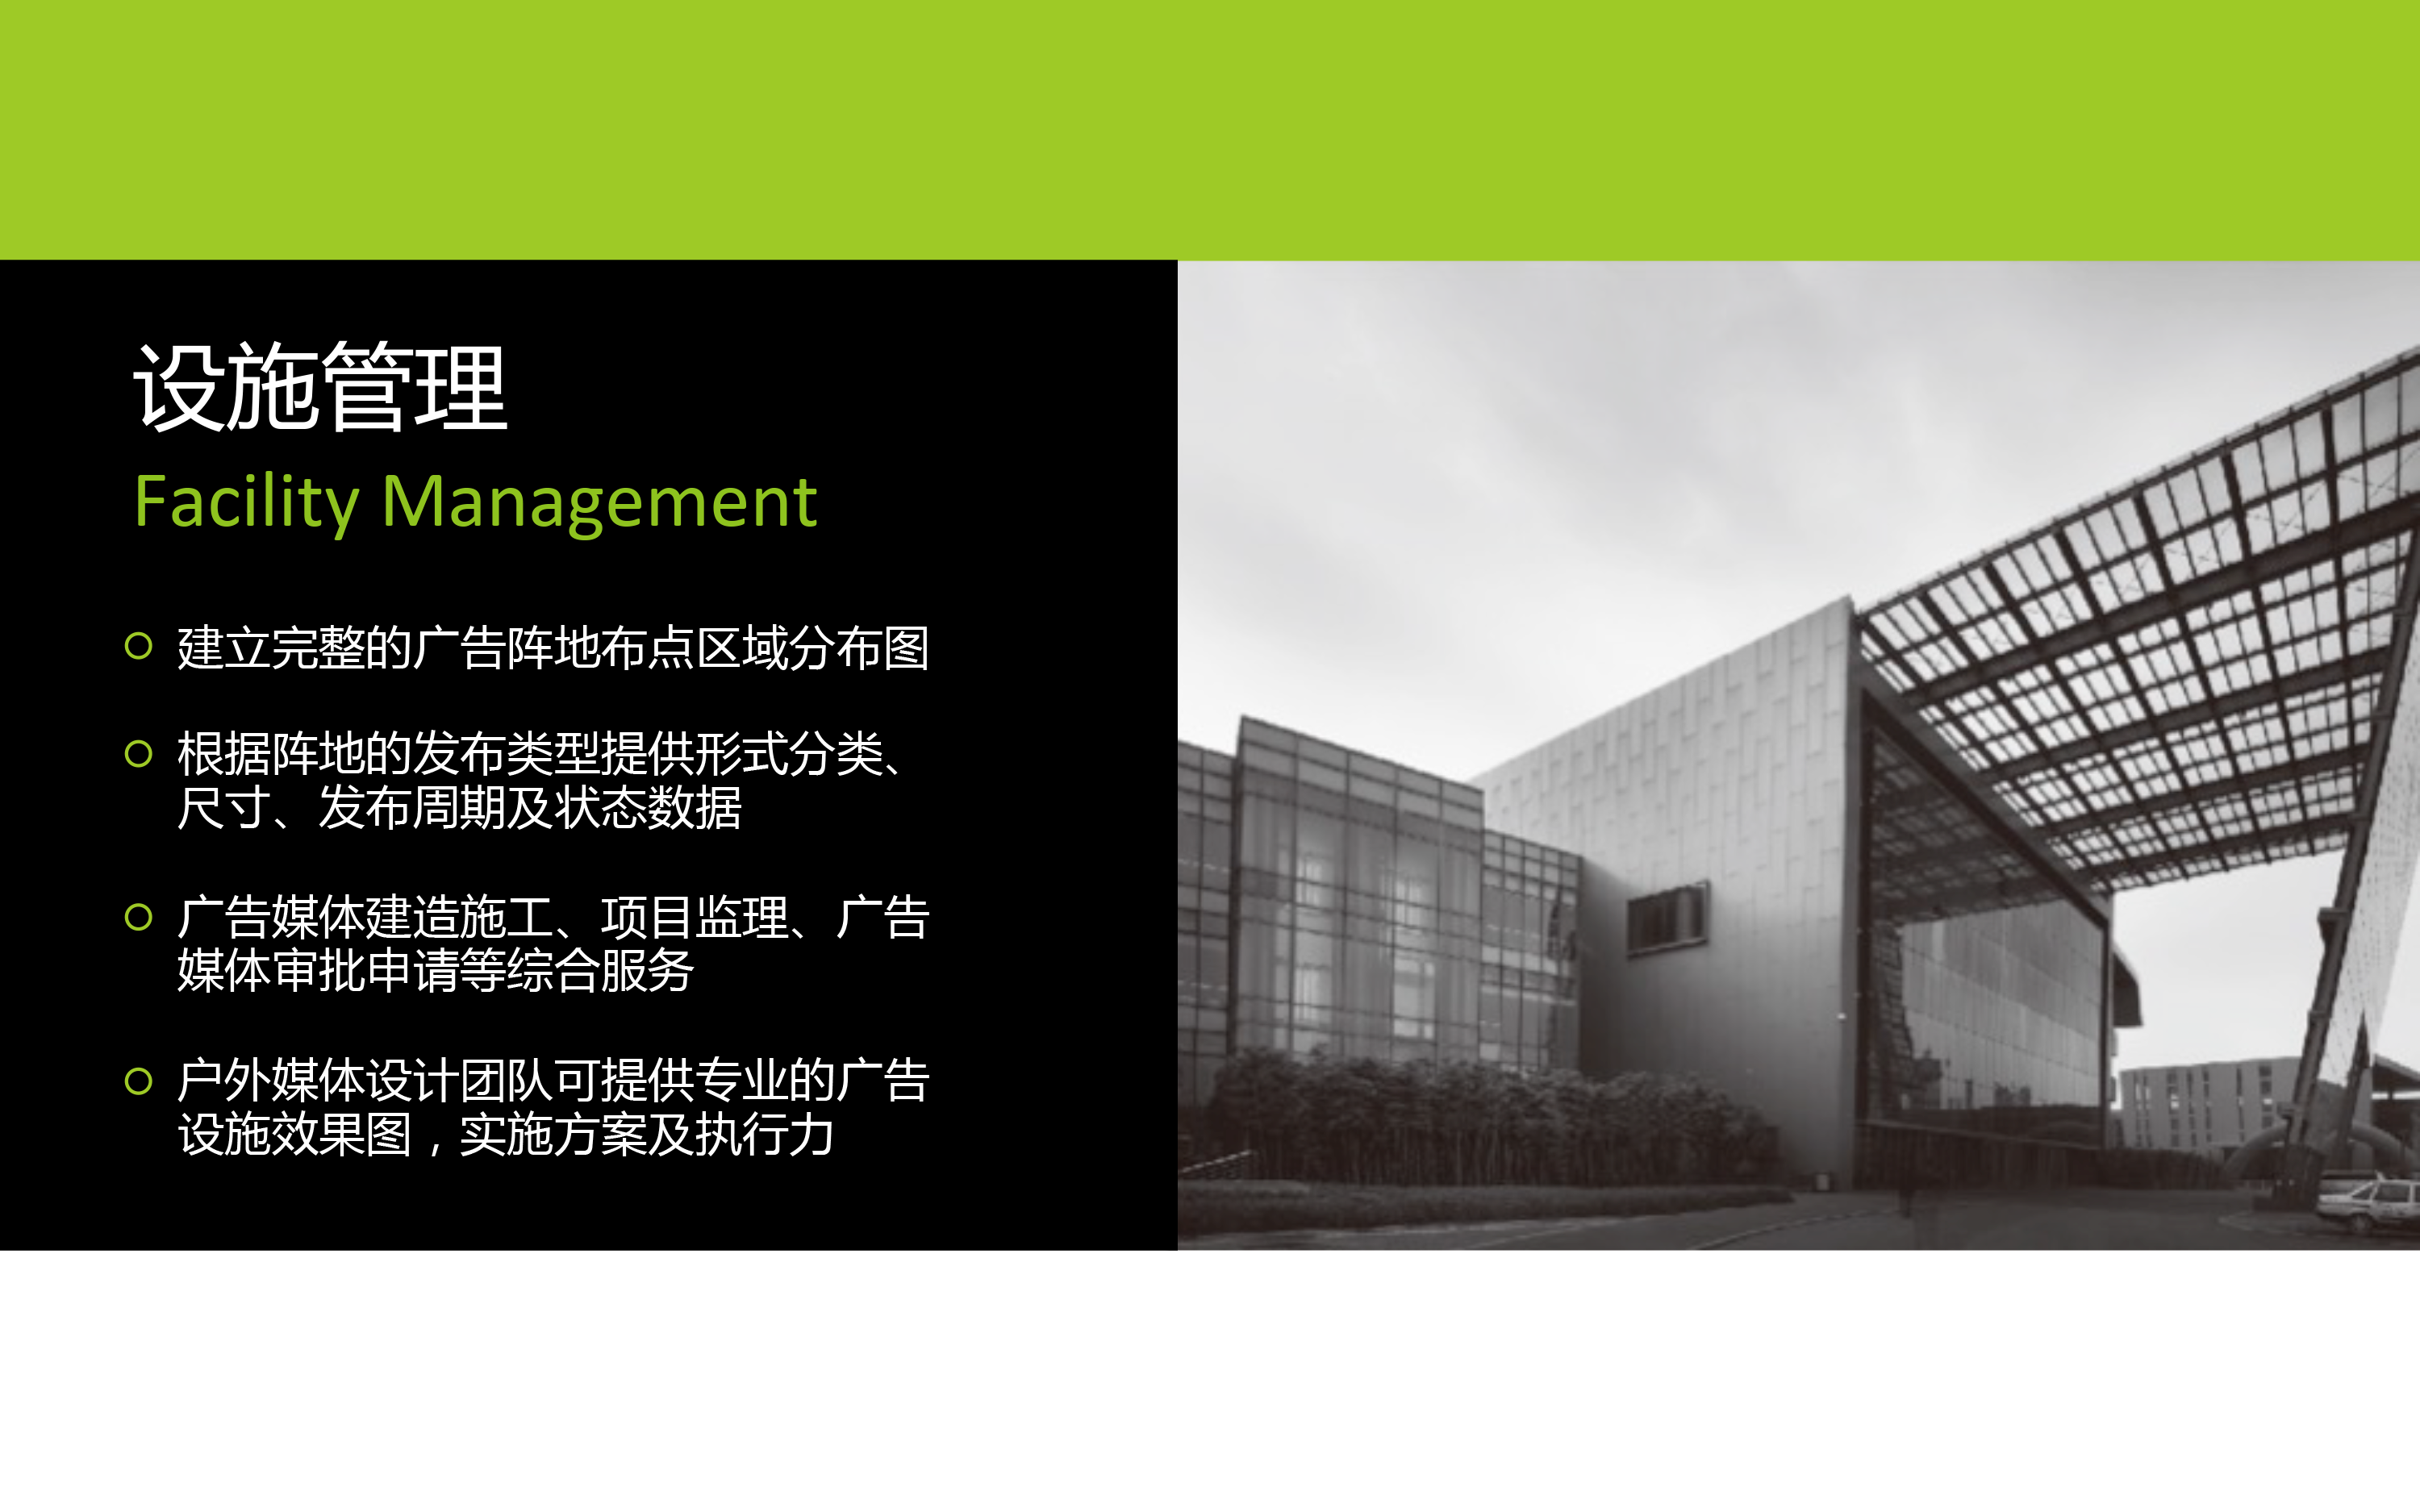 设施管理
Facility Management
建立完整的广告阵地布点区域分布图
根据阵地的发布类型提供形式分类、
尺寸、发布周期及状态数据
广告媒体建造施工、项目监理、广告
媒体审批申请等综合服务
户外媒体设计团队可提供专业的广告
设施效果图，实施方案及执行力